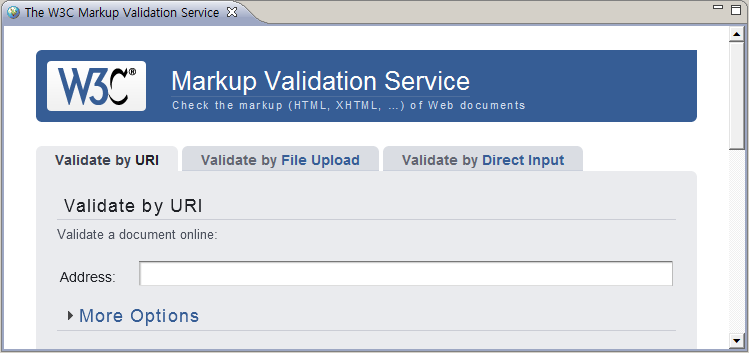 The W3C Markup Validation Service
W3C®
Markup Validation Service
Check the markup (HTML, XHTML, …) of Web documents
Validate by URI
Validate by File Upload
Validate by Direct Input
Validate by URI
Validate a document online:
Address:
More Options